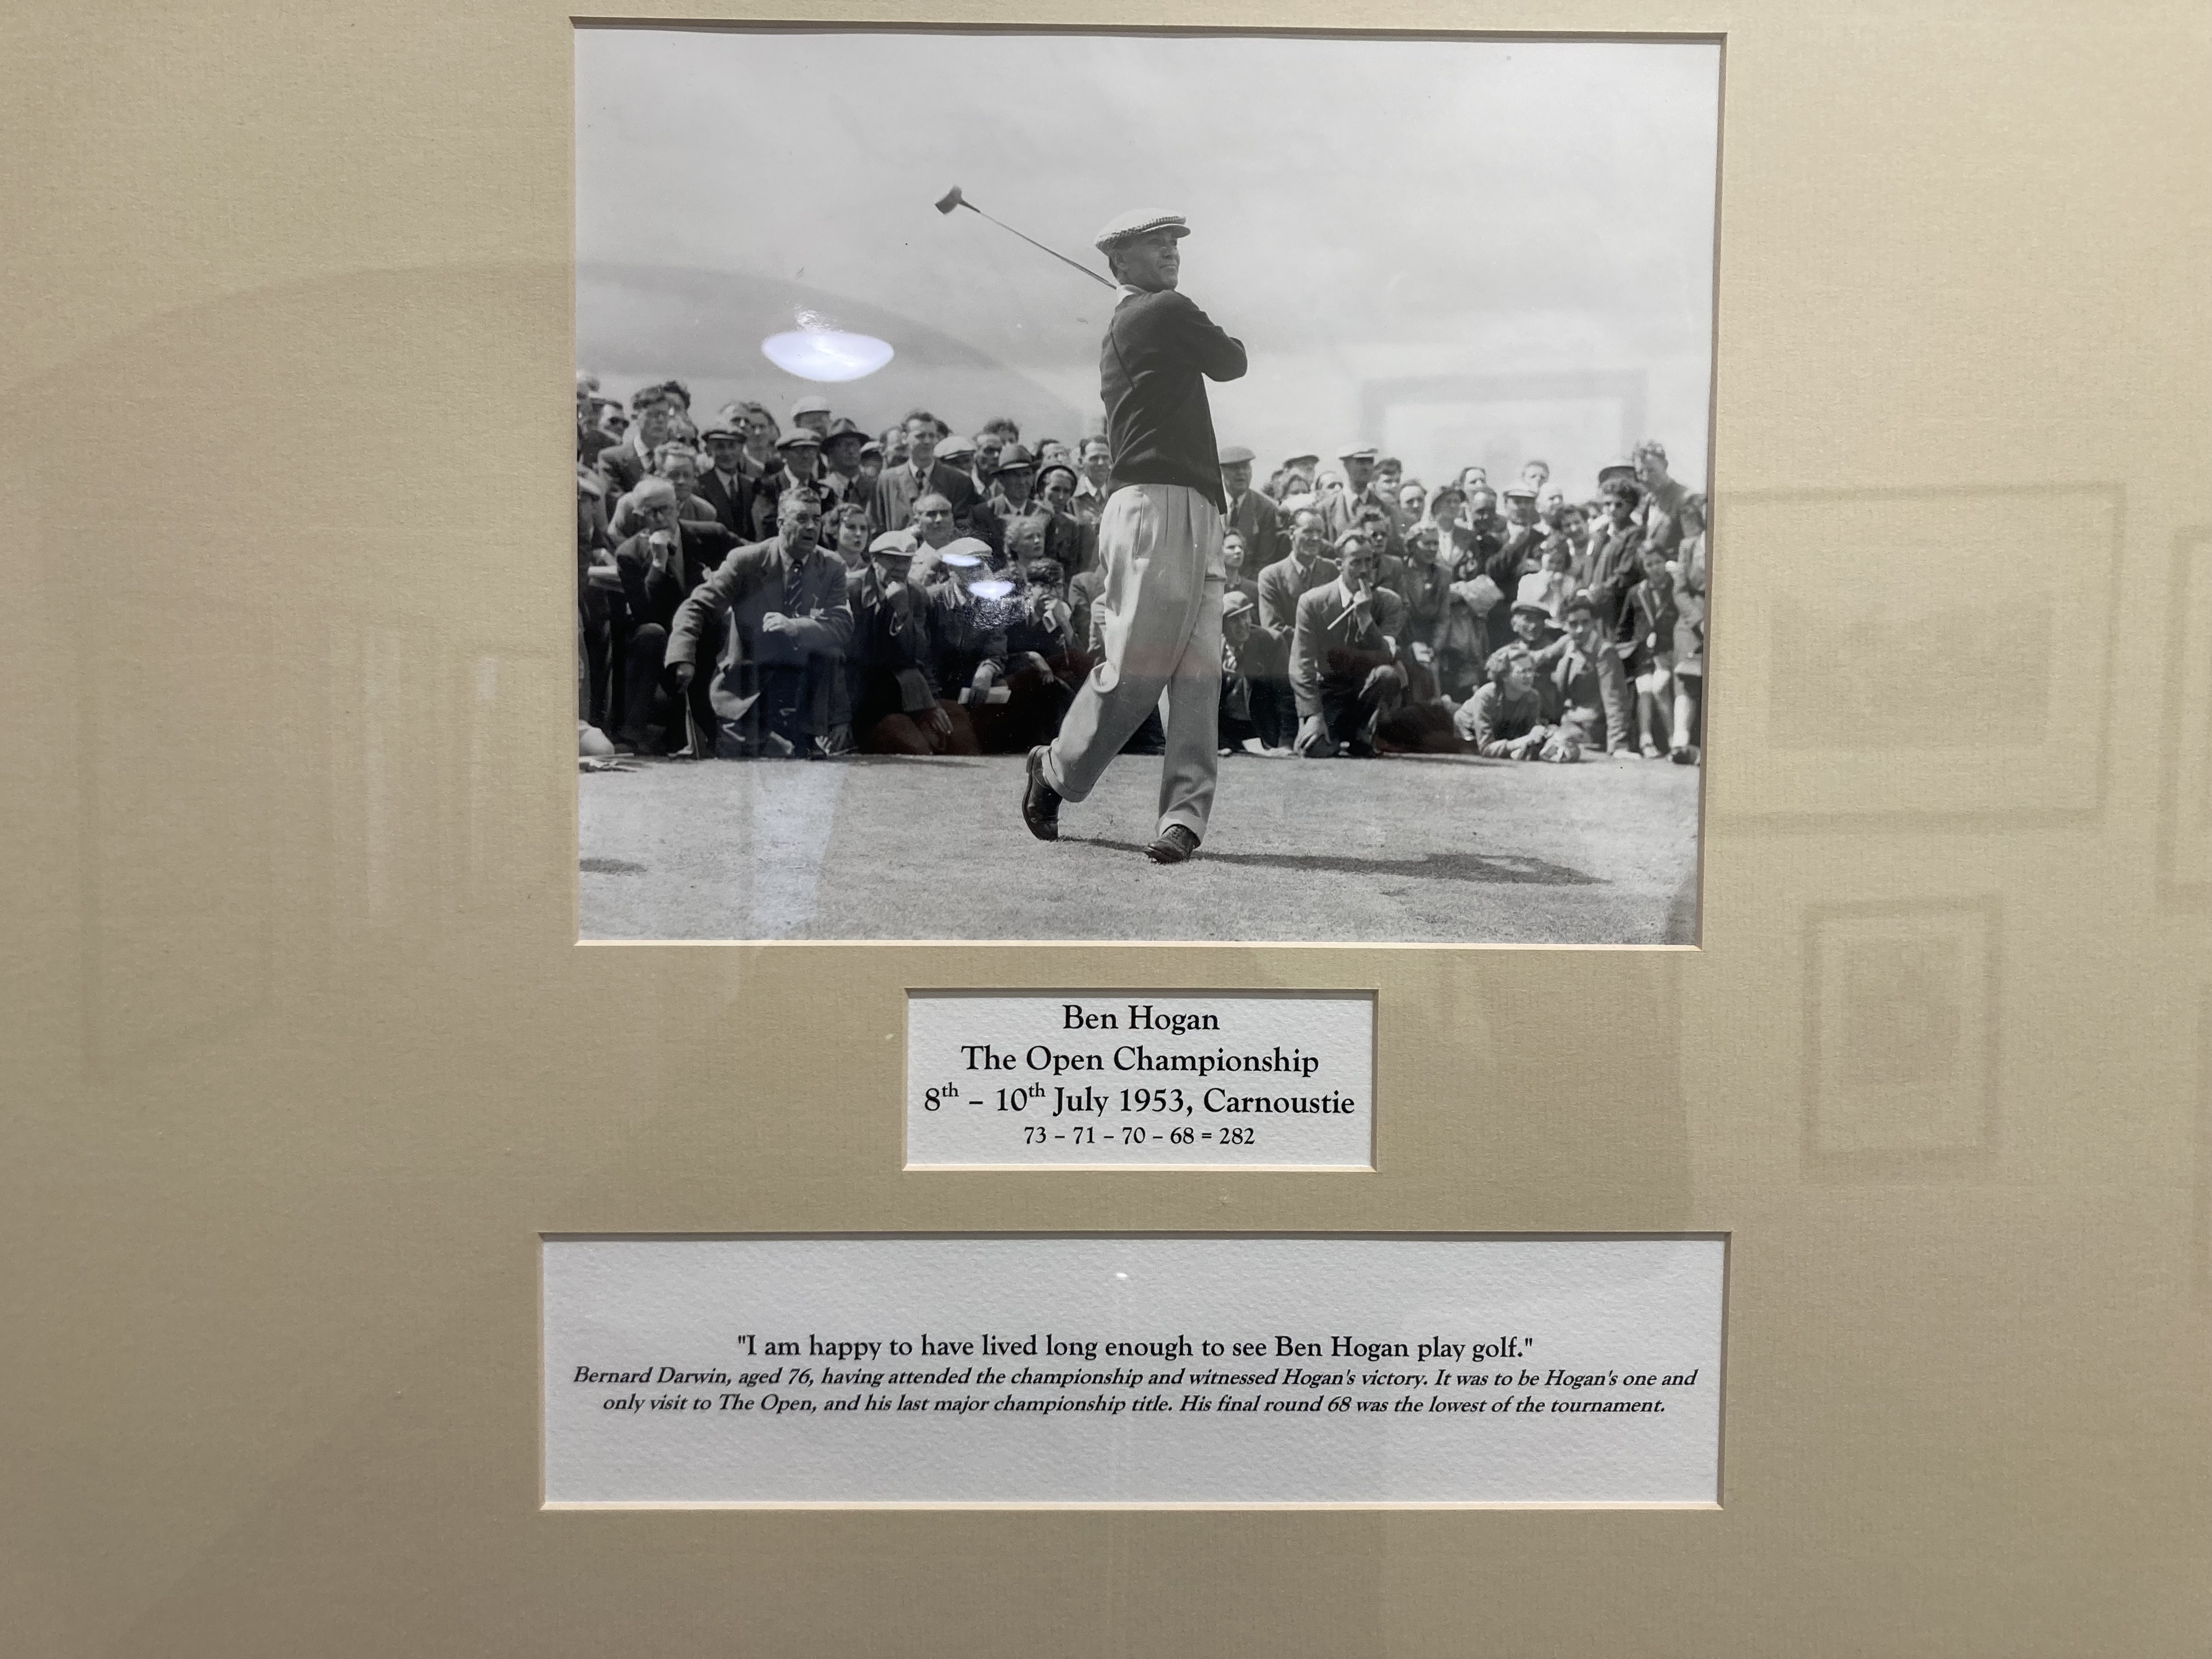 Ben Hogan
The Open Championship
8th – 10th July 1953, Carnoustie
73 – 71 – 70 – 68 = 282
"I am happy to have lived long enough to see Ben Hogan play golf."
Bernard Darwin, aged 76, having attended the championship and witnessed Hogan's victory. It was to be Hogan's one and
only visit to The Open, and his last major championship title. His final round 68 was the lowest of the tournament.